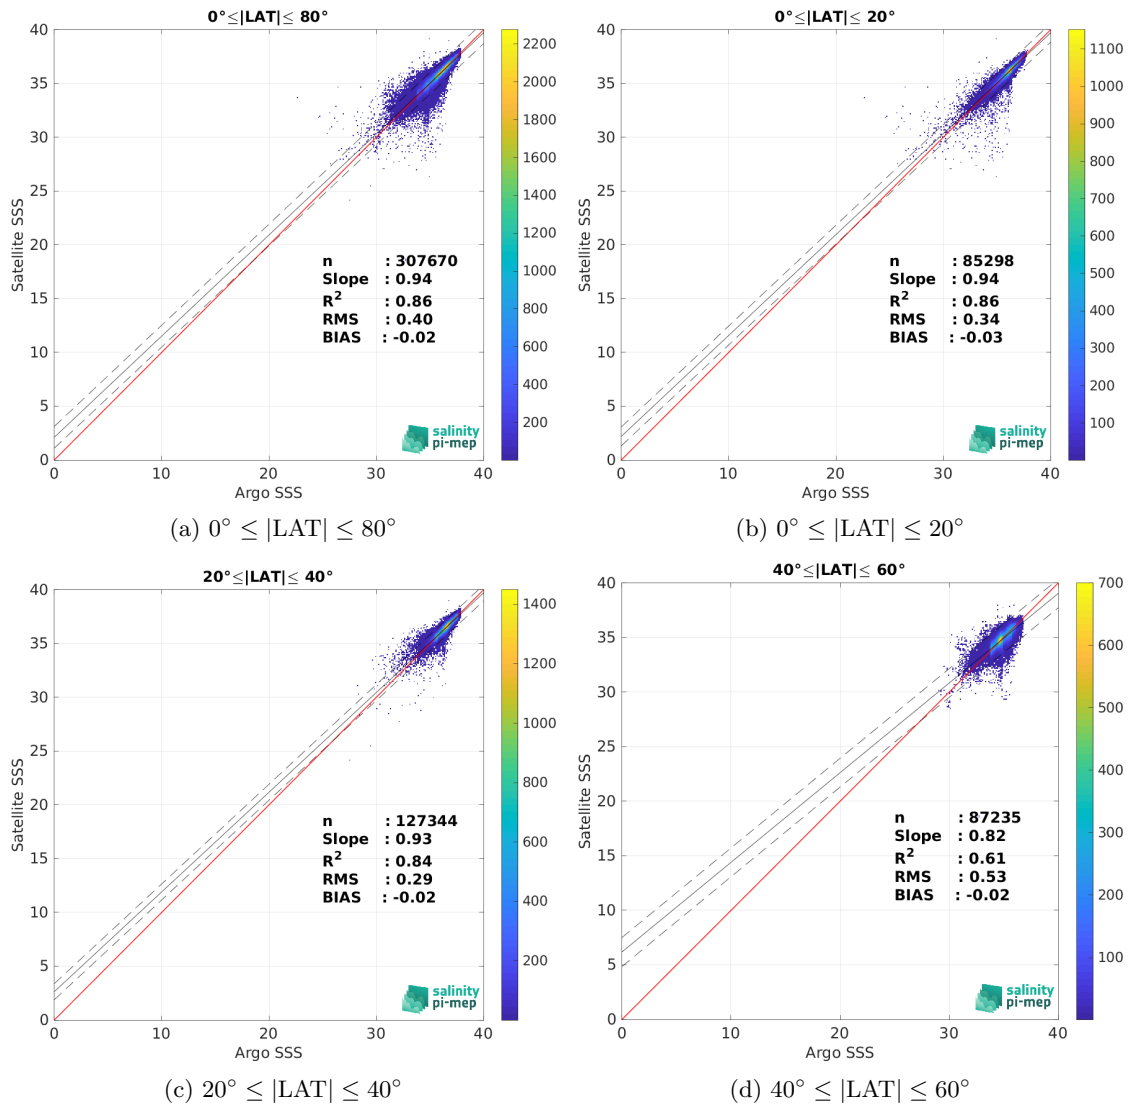 0°≤|LAT|≤ 80°
40
35
30
25
20
15
10
5
0
Satellite SSS
n : 307670
Slope : 0.94
R² : 0.86
RMS : 0.40
BIAS : -0.02
salinity
pi-mep
0 10 20 30 40
Argo SSS
2200
2000
1800
1600
1400
1200
1000
800
600
400
200
(a) 0° ≤ |LAT| ≤ 80°
0°≤|LAT|≤ 20°
40
35
30
25
20
15
10
5
0
Satellite SSS
n : 85298
Slope : 0.94
R² : 0.86
RMS : 0.34
BIAS : -0.03
salinity
pi-mep
0 10 20 30 40
Argo SSS
1100
1000
900
800
700
600
500
400
300
200
100
(b) 0° ≤ |LAT| ≤ 20°
20°≤|LAT|≤ 40°
40
35
30
25
20
15
10
5
0
Satellite SSS
n : 127344
Slope : 0.93
R² : 0.84
RMS : 0.29
BIAS : -0.02
salinity
pi-mep
0 10 20 30 40
Argo SSS
1400
1200
1000
800
600
400
200
(c) 20° ≤ |LAT| ≤ 40°
40°≤|LAT|≤ 60°
40
35
30
25
20
15
10
5
0
Satellite SSS
n : 87235
Slope : 0.82
R² : 0.61
RMS : 0.53
BIAS : -0.02
salinity
pi-mep
0 10 20 30 40
Argo SSS
700
600
500
400
300
200
100
(d) 40° ≤ |LAT| ≤ 60°